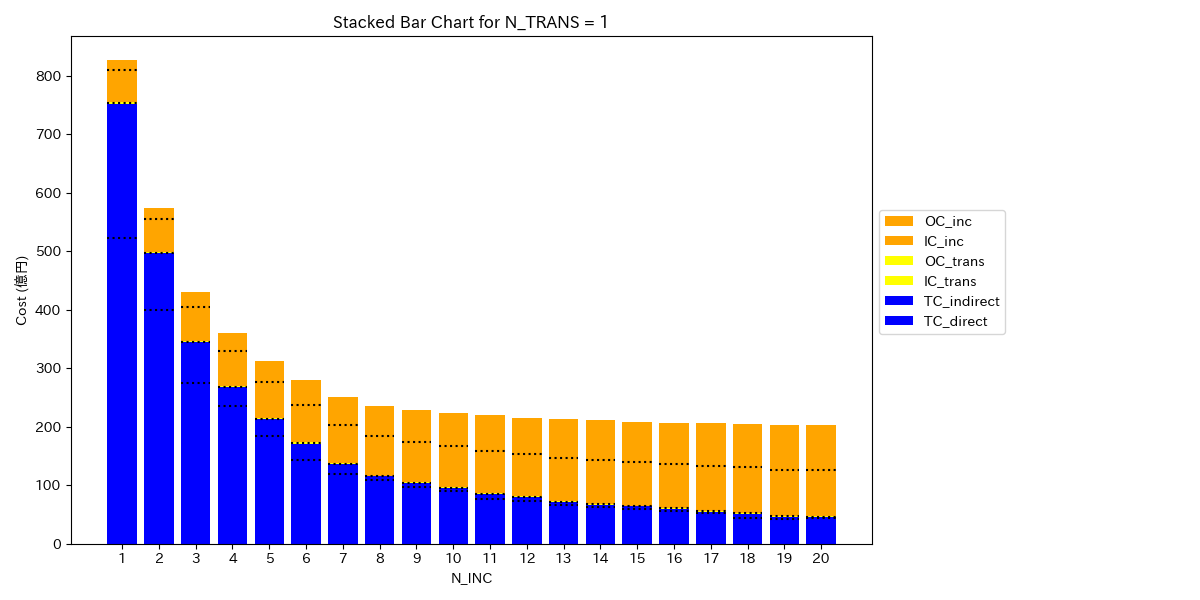 Stacked Bar Chart for N_TRANS = 1
Cost (億円)
800
700
600
500
400
300
200
100
0
1 2 3 4 5 6 7 8 9 10 11 12 13 14 15 16 17 18 19 20
N_INC
OC_inc
IC_inc
OC_trans
IC_trans
TC_indirect
TC_direct